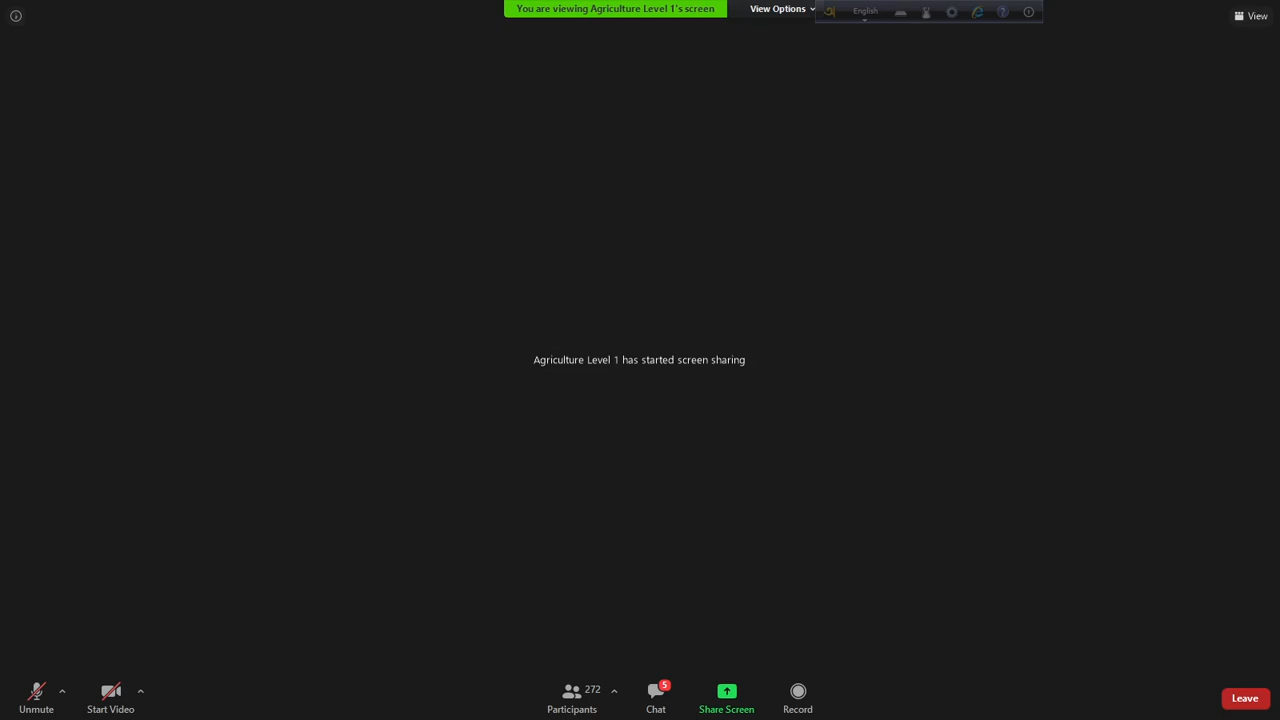 You are viewing Agriculture Level 1's screen
View Options
অ
English
View
Agriculture Level 1 has started screen sharing
Unmute
Start Video
272
Participants
5
Chat
Share Screen
Record
Leave